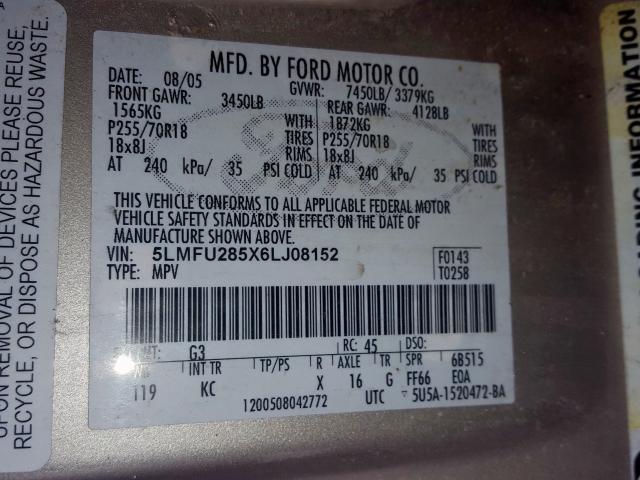 MFD. BY FORD MOTOR CO.
DATE: 08/05 GVWR: 7450LB/ 3379KG
FRONT GAWR: 3450LB REAR GAWR: 4128LB
1565KG WITH 1872KG WITH
P255/70R18 TIRES P255/70R18 TIRES
18x8J RIMS 18x8J RIMS
AT 240 kPa/ 35 PSI COLD AT 240 kPa/ 35 PSI COLD
Ford
THIS VEHICLE CONFORMS TO ALL APPLICABLE FEDERAL MOTOR
VEHICLE SAFETY STANDARDS IN EFFECT ON THE DATE OF
MANUFACTURE SHOWN ABOVE.
VIN: 5LMFU285X6LJ08152 F0143
TYPE: MPV T0258
NT: G3 RC: 45 DSO:
INT TR TP/PS R AXLE TR SPR 6B515
119 KC X 16 G FF66 E0A
1200508042772 UTC 5U5A-1520472-BA
UPON REMOVAL OF DEVICES PLEASE REUSE,
RECYCLE, OR DISPOSE AS HAZARDOUS WASTE.